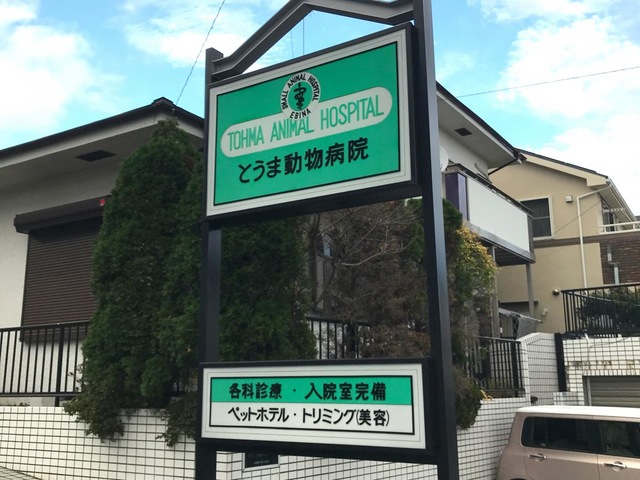 SMALL ANIMAL HOSPITAL
EBINA
TOHMA ANIMAL HOSPITAL
とうま動物病院
各科診療・入院室完備
ペットホテル・トリミング(美容)